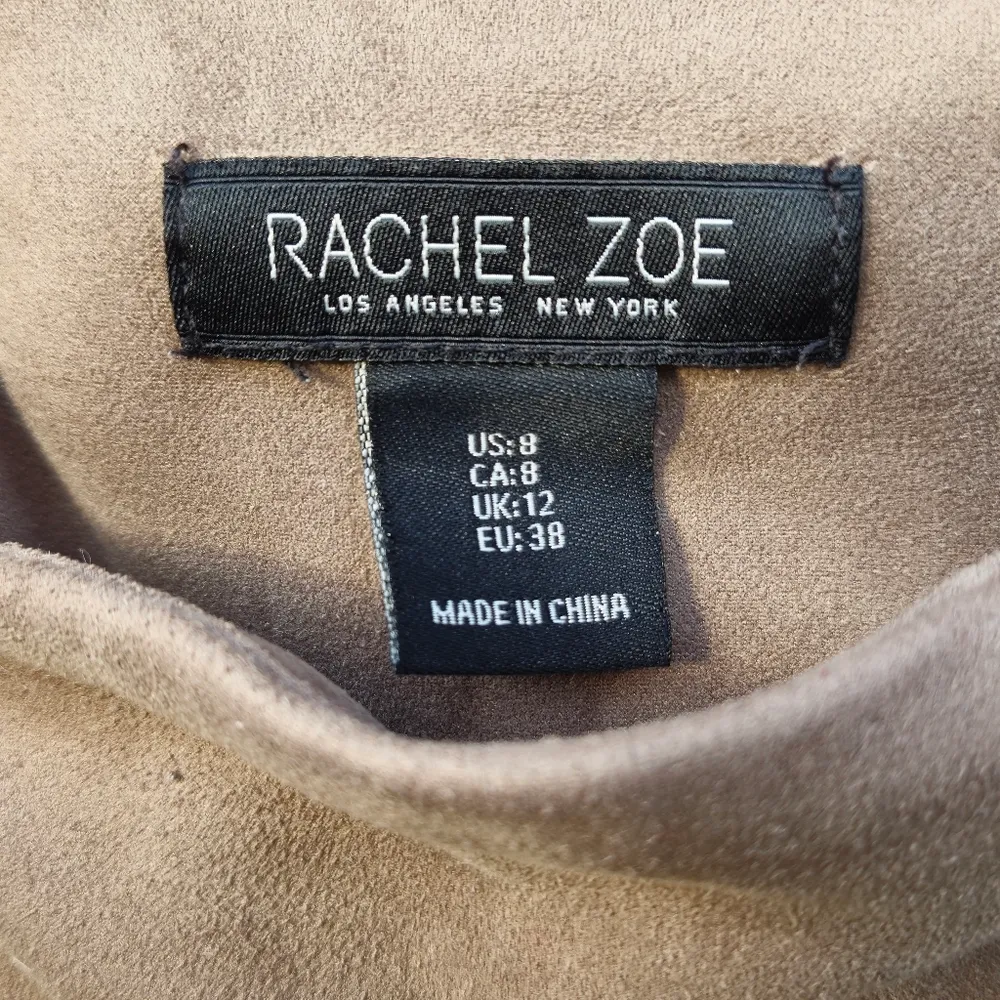 RACHEL ZOE
LOS ANGELES NEW YORK
US:8
CA:8
UK:12
EU:38
MADE IN CHINA